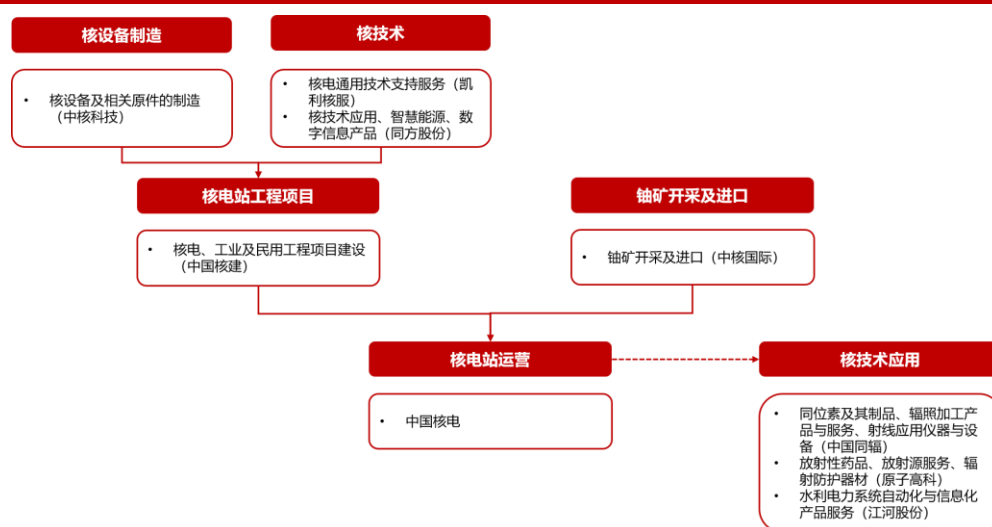 核设备制造
核技术
• 核设备及相关原件的制造
（中核科技）
• 核电通用技术支持服务（凯
利核服）
• 核技术应用、智慧能源、数
字信息产品（同方股份）
核电站工程项目
铀矿开采及进口
• 核电、工业及民用工程项目建设
（中国核建）
• 铀矿开采及进口（中核国际）
核电站运营
核技术应用
• 中国核电
• 同位素及其制品、辐照加工产
品与服务、射线应用仪器与设
备（中国同辐）
• 放射性药品、放射源服务、辐
射防护器材（原子高科）
• 水利电力系统自动化与信息化
产品服务（江河股份）